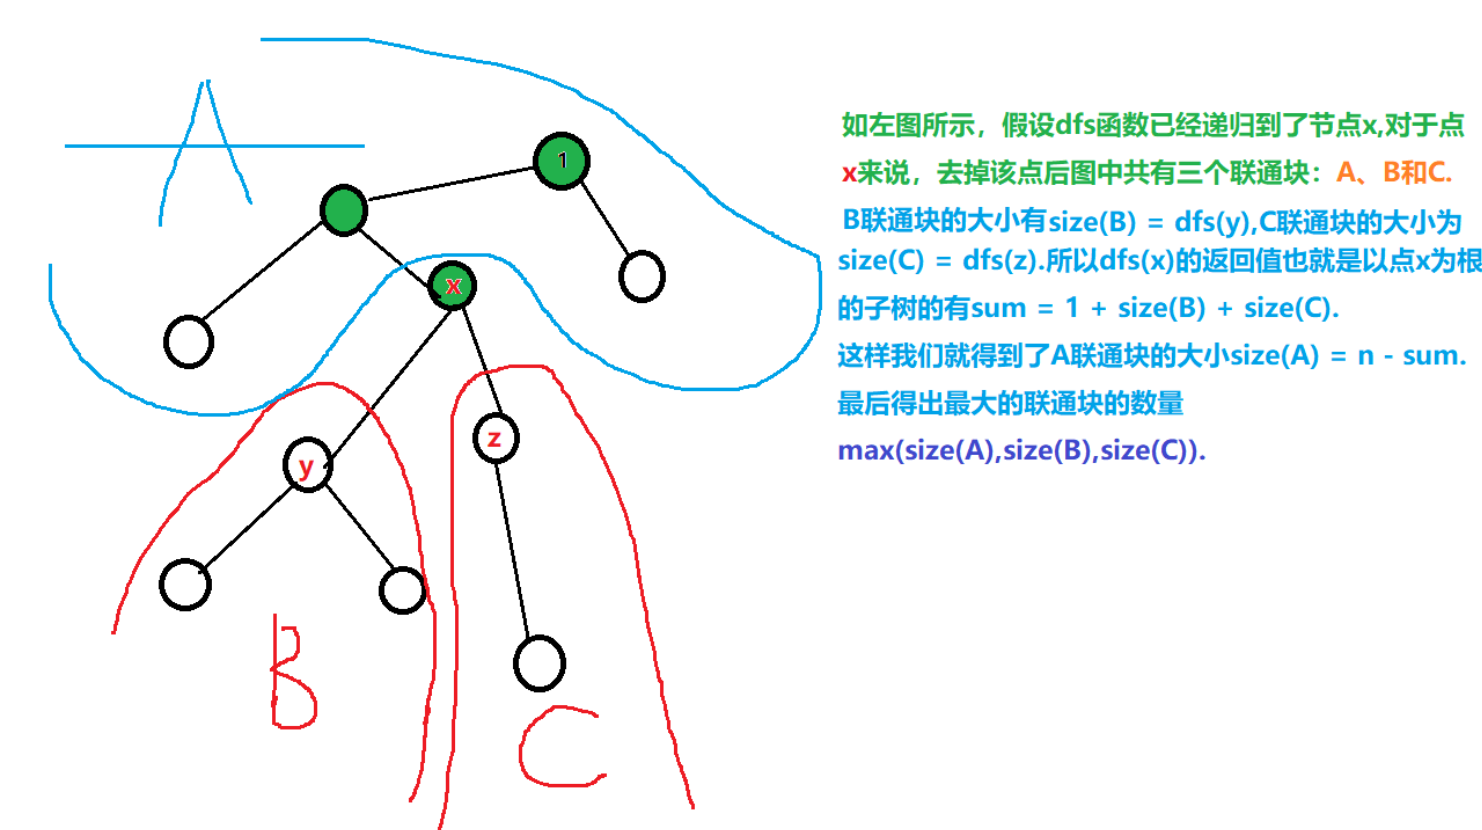 A
1
x
y
z
B
C
如左图所示，假设dfs函数已经递归到了节点x,对于点
x来说，去掉该点后图中共有三个联通块：A、B和C.
B联通块的大小有size(B) = dfs(y),C联通块的大小为
size(C) = dfs(z).所以dfs(x)的返回值也就是以点x为根
的子树的有sum = 1 + size(B) + size(C).
这样我们就得到了A联通块的大小size(A) = n - sum.
最后得出最大的联通块的数量
max(size(A),size(B),size(C)).